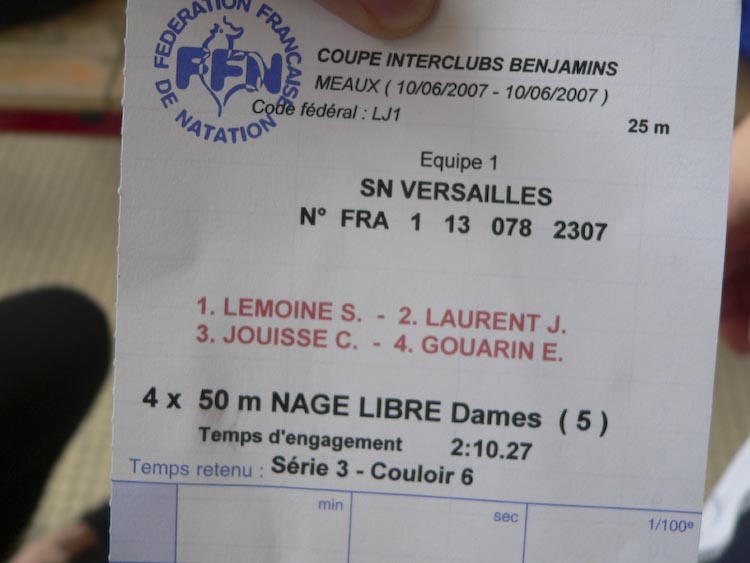 FEDERATION FRANCAISE
DE NATATION
FFN
COUPE INTERCLUBS BENJAMINS
MEAUX ( 10/06/2007 - 10/06/2007 )
Code fédéral : LJ1
25 m
Equipe 1
SN VERSAILLES
N° FRA 1 13 078 2307
1. LEMOINE S. - 2. LAURENT J.
3. JOUISSE C. - 4. GOUARIN E.
4 x 50 m NAGE LIBRE Dames ( 5 )
Temps d'engagement 2:10.27
Temps retenu : Série 3 - Couloir 6
min sec 1/100e